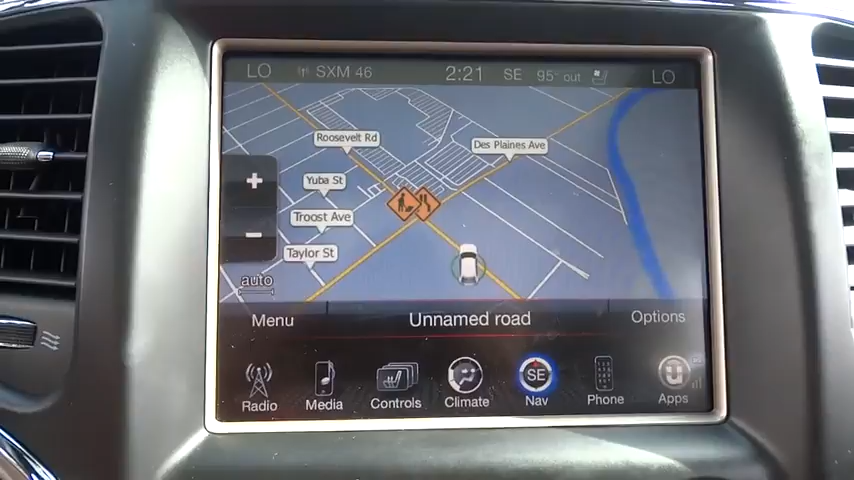 LO SXM 46 2:21 SE 95° out LO
Roosevelt Rd
Des Plaines Ave
Yuba St
Troost Ave
Taylor St
+
−
auto
Menu Unnamed road Options
SE
Radio Media Controls Climate Nav Phone Apps